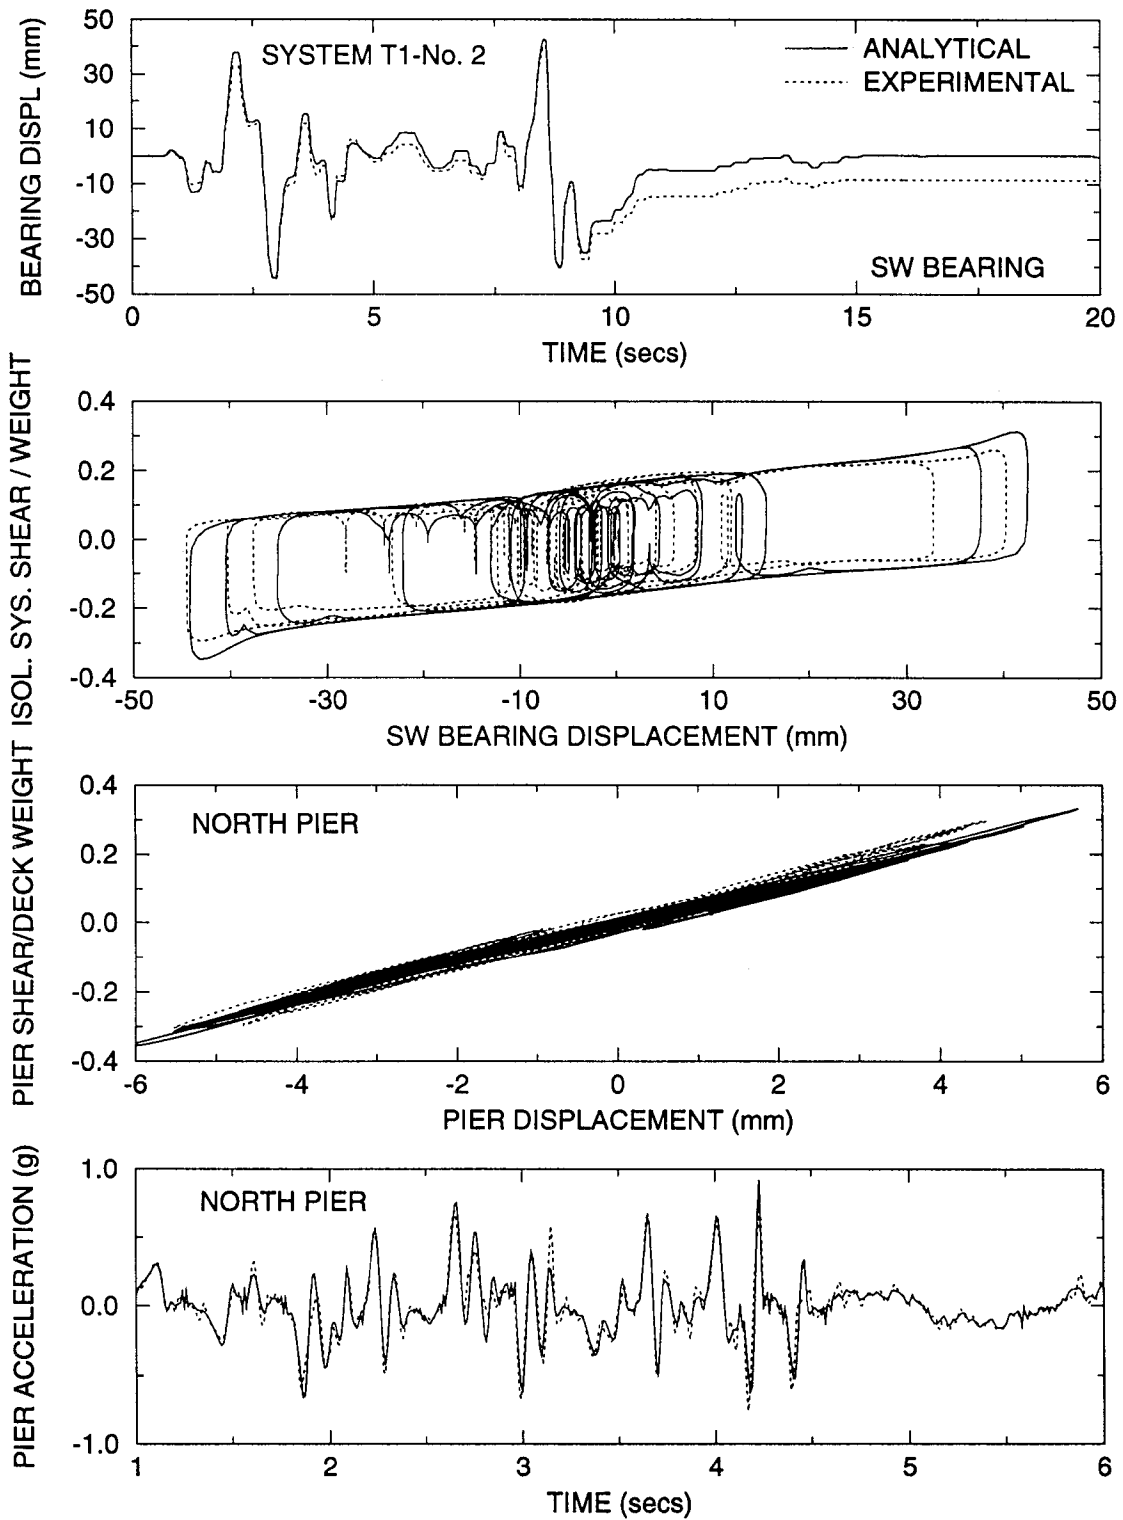 BEARING DISPL (mm)
50
30
10
-10
-30
-50
SYSTEM T1-No. 2
ANALYTICAL
EXPERIMENTAL
SW BEARING
0 5 10 15 20
TIME (secs)
ISOL. SYS. SHEAR / WEIGHT
0.4
0.2
0.0
-0.2
-0.4
-50 -30 -10 10 30 50
SW BEARING DISPLACEMENT (mm)
PIER SHEAR/DECK WEIGHT
0.4
0.2
0.0
-0.2
-0.4
NORTH PIER
-6 -4 -2 0 2 4 6
PIER DISPLACEMENT (mm)
PIER ACCELERATION (g)
1.0
0.0
-1.0
NORTH PIER
1 2 3 4 5 6
TIME (secs)